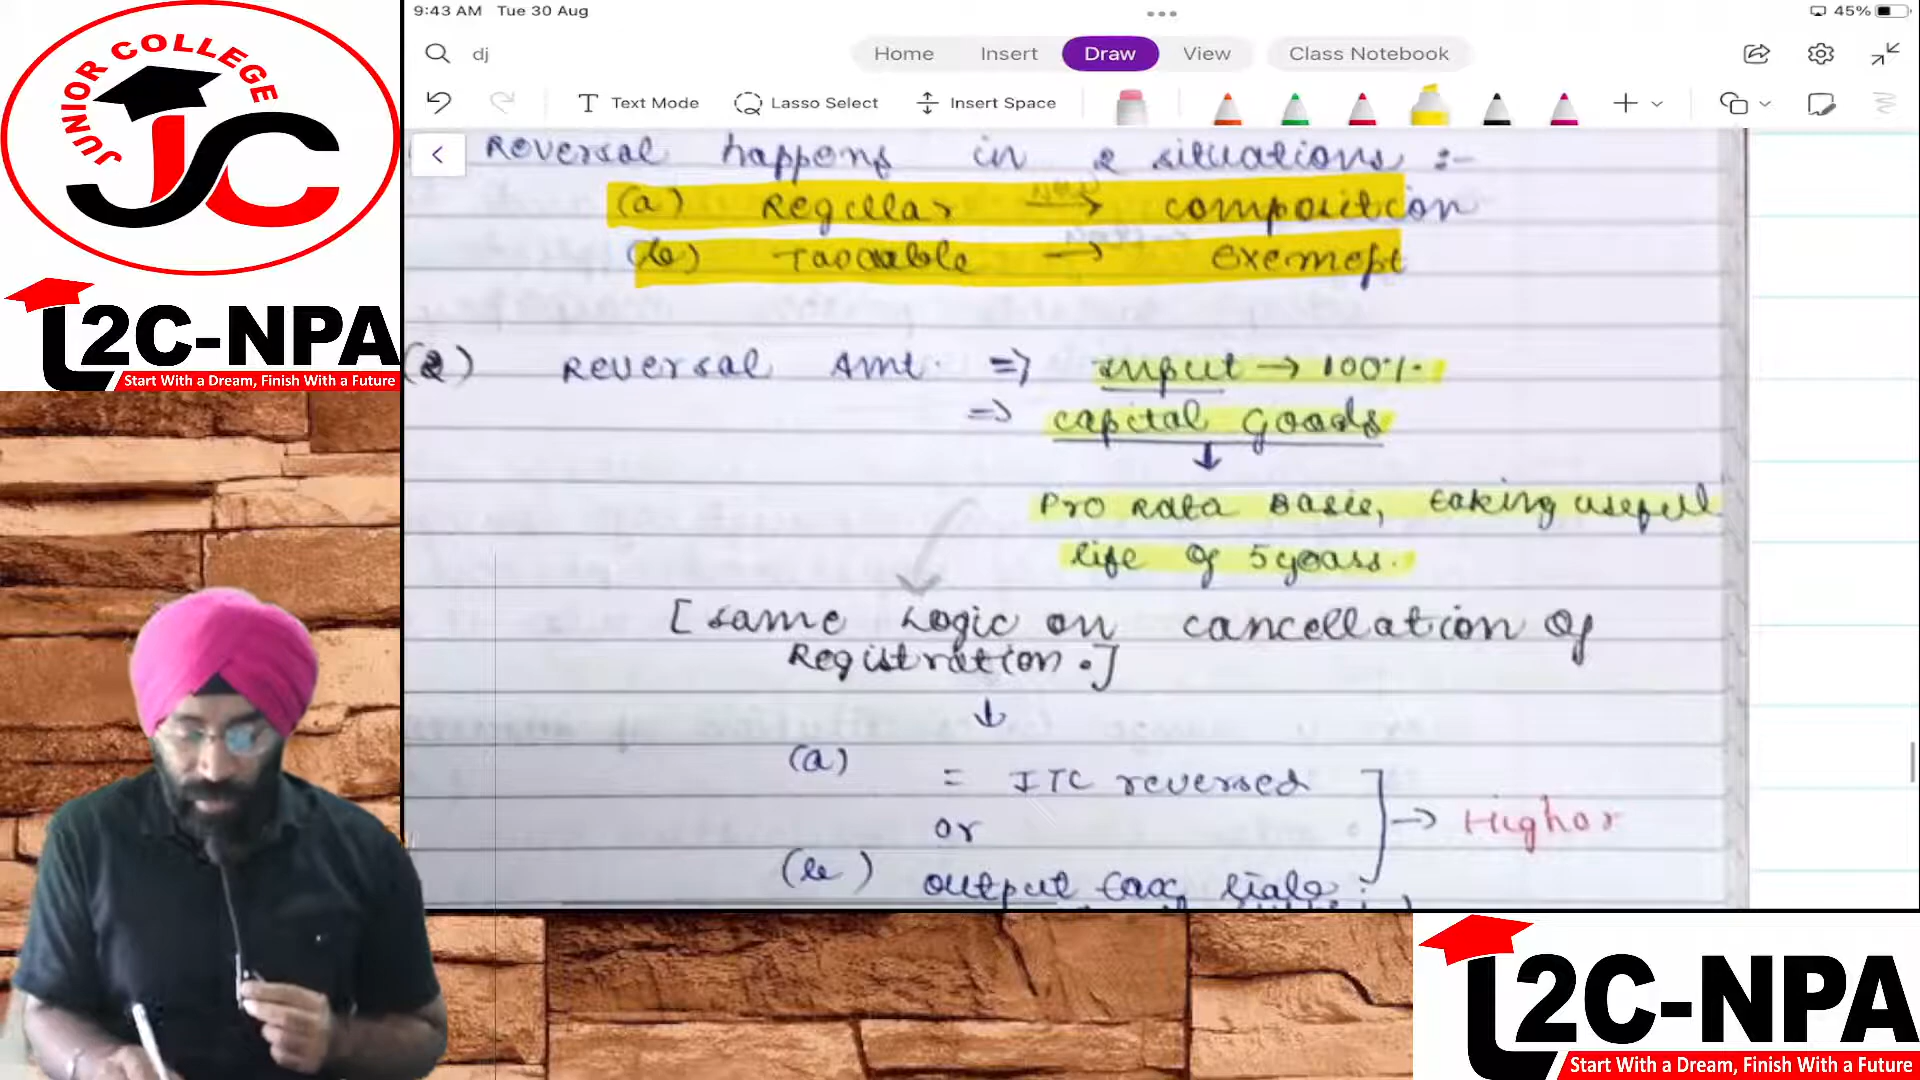 9:43 AM Tue 30 Aug
45%
dj
Home Insert Draw View Class Notebook
Text Mode Lasso Select Insert Space
JUNIOR COLLEGE
JC
L2C-NPA
Start With a Dream, Finish With a Future
Reversal happens in 2 situations :-
(a) Regular → composition
(b) Taxable → exempt
(2) Reversal Amt. => input → 100%.
=> capital goods
↓
Pro Rata Basis, taking useful
life of 5 years.
[same Logic on cancellation of
Registration.]
↓
(a) = ITC reversed
or → Higher
(b) output tax liab.
L2C-NPA
Start With a Dream, Finish With a Future